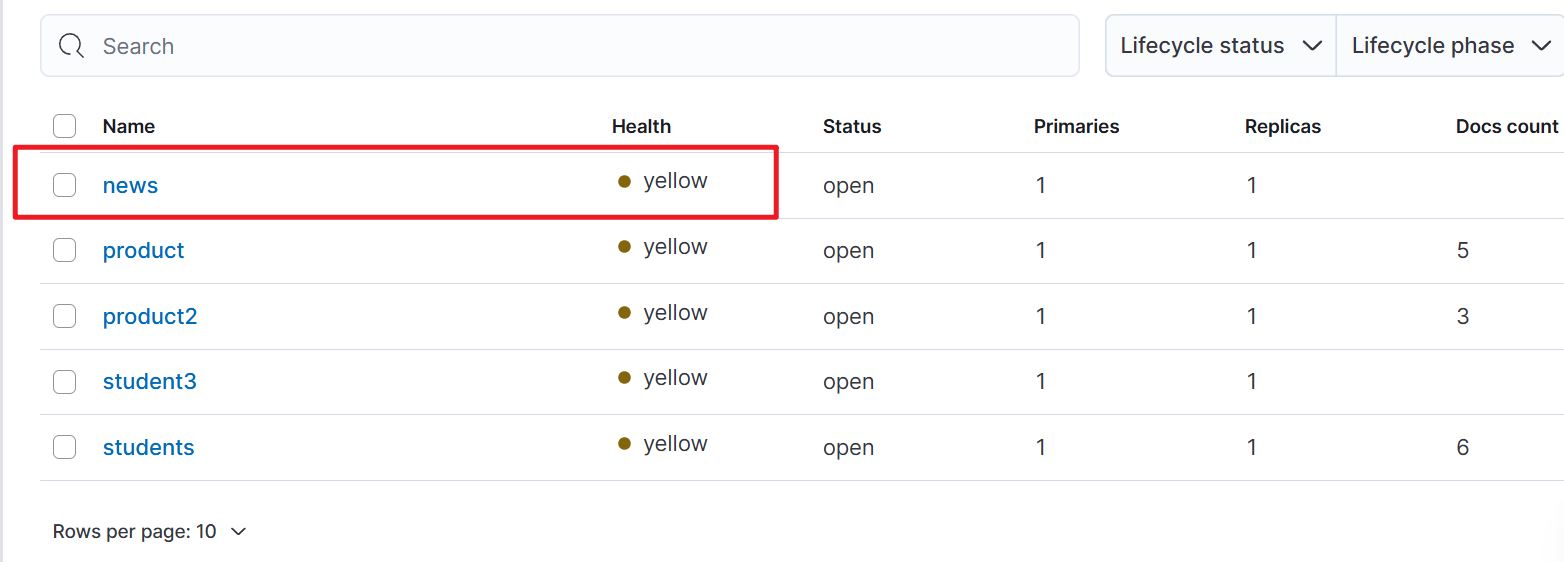 Search Lifecycle status Lifecycle phase
Name Health Status Primaries Replicas Docs count
news yellow open 1 1
product yellow open 1 1 5
product2 yellow open 1 1 3
student3 yellow open 1 1
students yellow open 1 1 6
Rows per page: 10